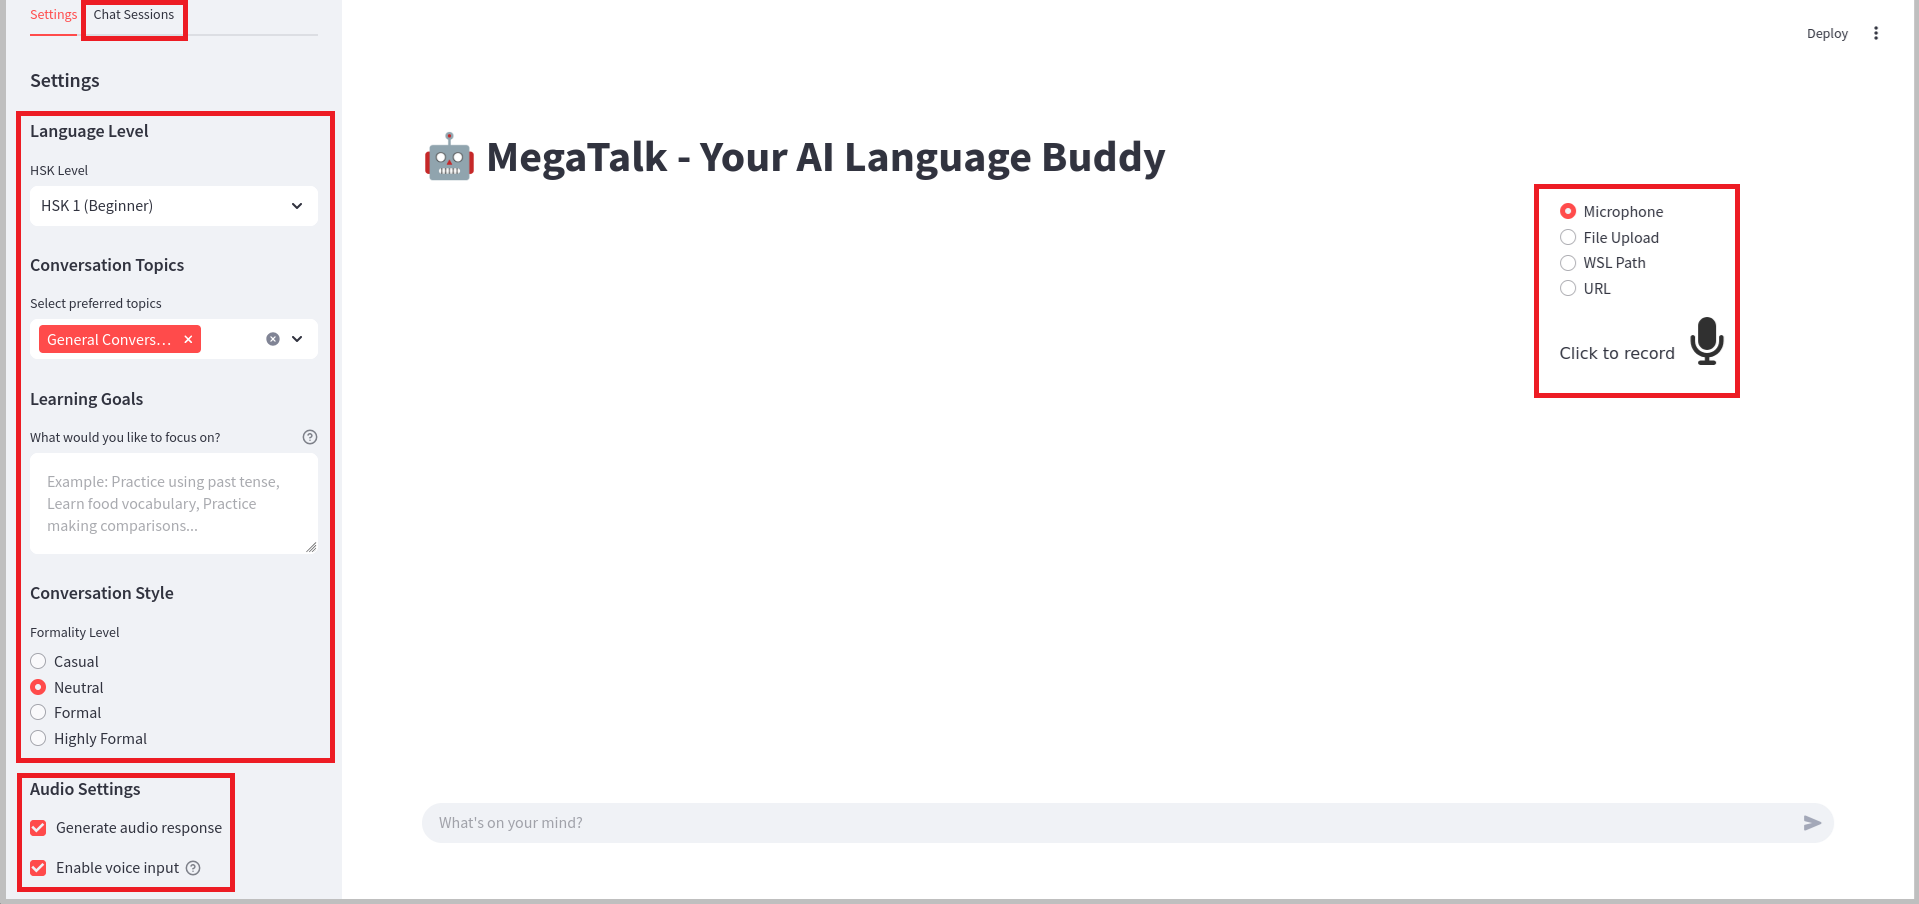 Settings
Chat Sessions
Settings
Language Level
HSK Level
HSK 1 (Beginner)
Conversation Topics
Select preferred topics
General Convers...
Learning Goals
What would you like to focus on?
Example: Practice using past tense,
Learn food vocabulary, Practice
making comparisons...
Conversation Style
Formality Level
Casual
Neutral
Formal
Highly Formal
Audio Settings
Generate audio response
Enable voice input
Deploy
MegaTalk - Your AI Language Buddy
Microphone
File Upload
WSL Path
URL
Click to record
What's on your mind?